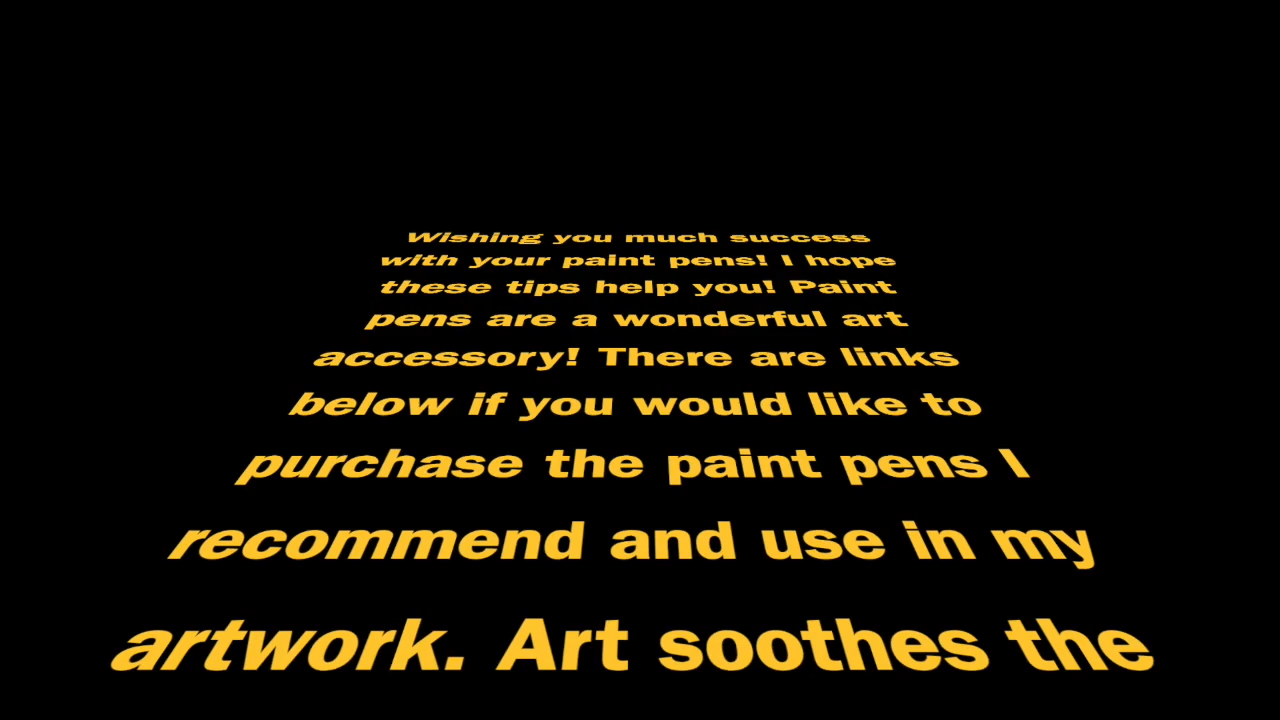 Wishing you much success
with your paint pens! I hope
these tips help you! Paint
pens are a wonderful art
accessory! There are links
below if you would like to
purchase the paint pens I
recommend and use in my
artwork. Art soothes the